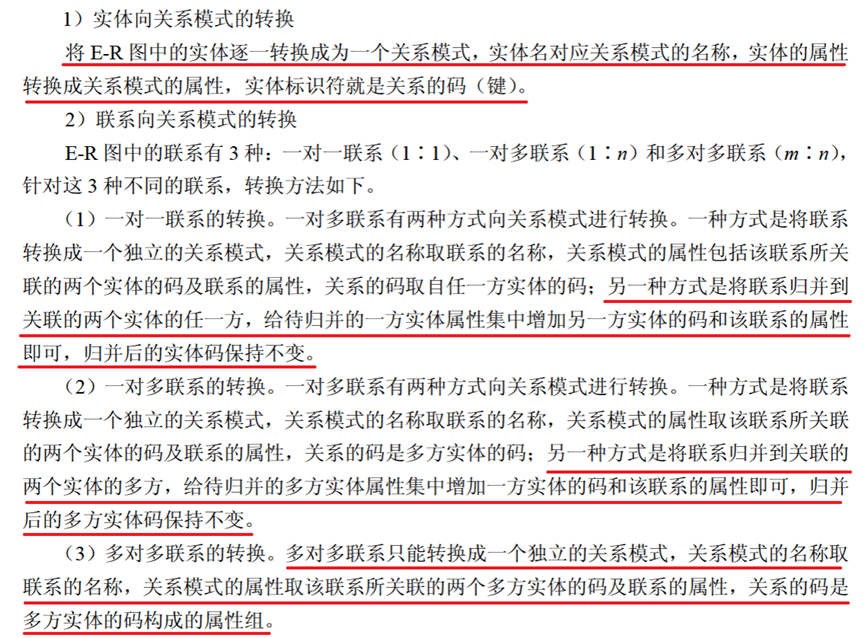 1）实体向关系模式的转换
将 E-R 图中的实体逐一转换成为一个关系模式，实体名对应关系模式的名称，实体的属性
转换成关系模式的属性，实体标识符就是关系的码（键）。
2）联系向关系模式的转换
E-R 图中的联系有 3 种：一对一联系（1∶1）、一对多联系（1∶n）和多对多联系（m∶n），
针对这 3 种不同的联系，转换方法如下。
（1）一对一联系的转换。一对多联系有两种方式向关系模式进行转换。一种方式是将联系
转换成一个独立的关系模式，关系模式的名称取联系的名称，关系模式的属性包括该联系所关
联的两个实体的码及联系的属性，关系的码取自任一方实体的码；另一种方式是将联系归并到
关联的两个实体的任一方，给待归并的一方实体属性集中增加另一方实体的码和该联系的属性
即可，归并后的实体码保持不变。
（2）一对多联系的转换。一对多联系有两种方式向关系模式进行转换。一种方式是将联系
转换成一个独立的关系模式，关系模式的名称取联系的名称，关系模式的属性取该联系所关联
的两个实体的码及联系的属性，关系的码是多方实体的码；另一种方式是将联系归并到关联的
两个实体的多方，给待归并的多方实体属性集中增加一方实体的码和该联系的属性即可，归并
后的多方实体码保持不变。
（3）多对多联系的转换。多对多联系只能转换成一个独立的关系模式，关系模式的名称取
联系的名称，关系模式的属性取该联系所关联的两个多方实体的码及联系的属性，关系的码是
多方实体的码构成的属性组。